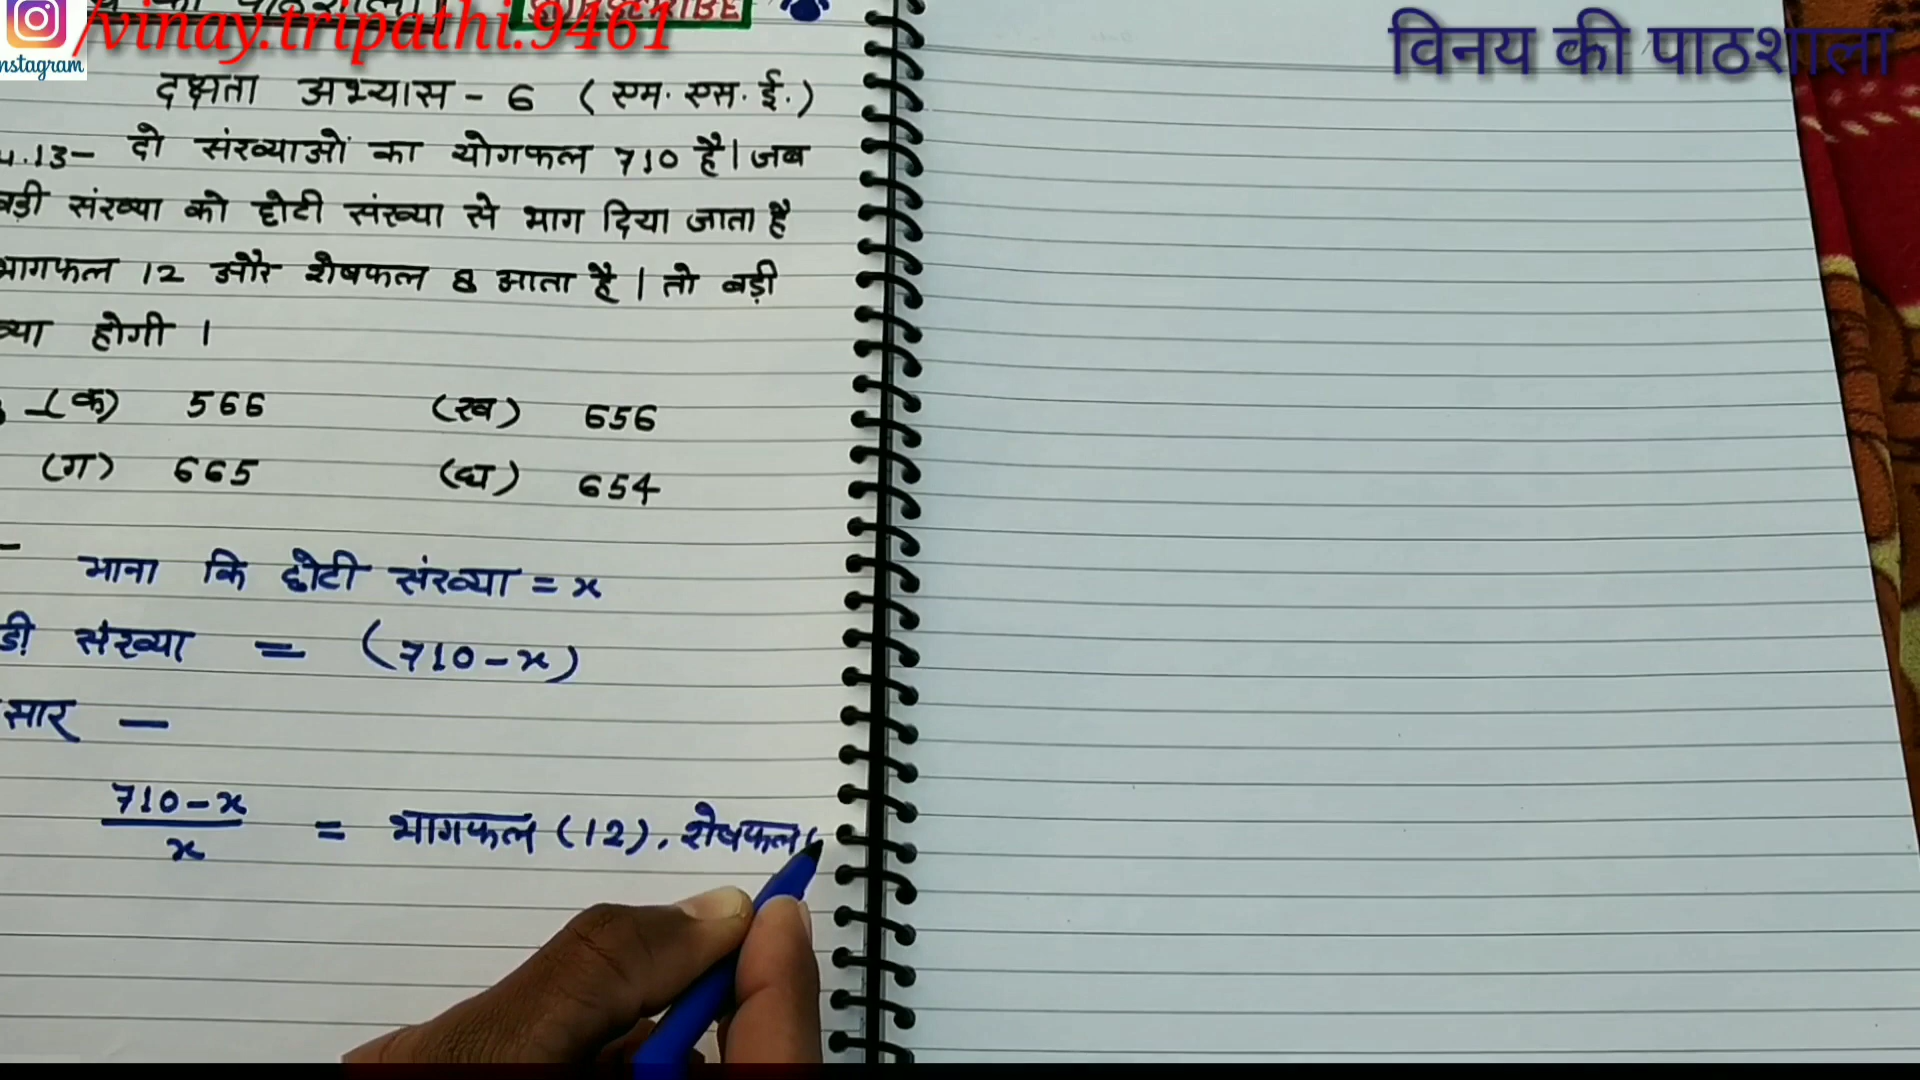 /vinay.tripathi.9461 SUBSCRIBE
Instagram
विनय की पाठशाला
दक्षता अभ्यास - 6 (एम. एस. ई.)
13- दो संख्याओं का योगफल 710 है। जब
बड़ी संख्या को छोटी संख्या से भाग दिया जाता है
भागफल 12 और शेषफल 8 आता है। तो बड़ी
ख्या होगी ।
(क) 566 (ख) 656
(ग) 665 (घ) 654
माना कि छोटी संख्या = x
ड़ी संख्या = (710-x)
सार —
710-x
x
= भागफल (12), शेषफल(